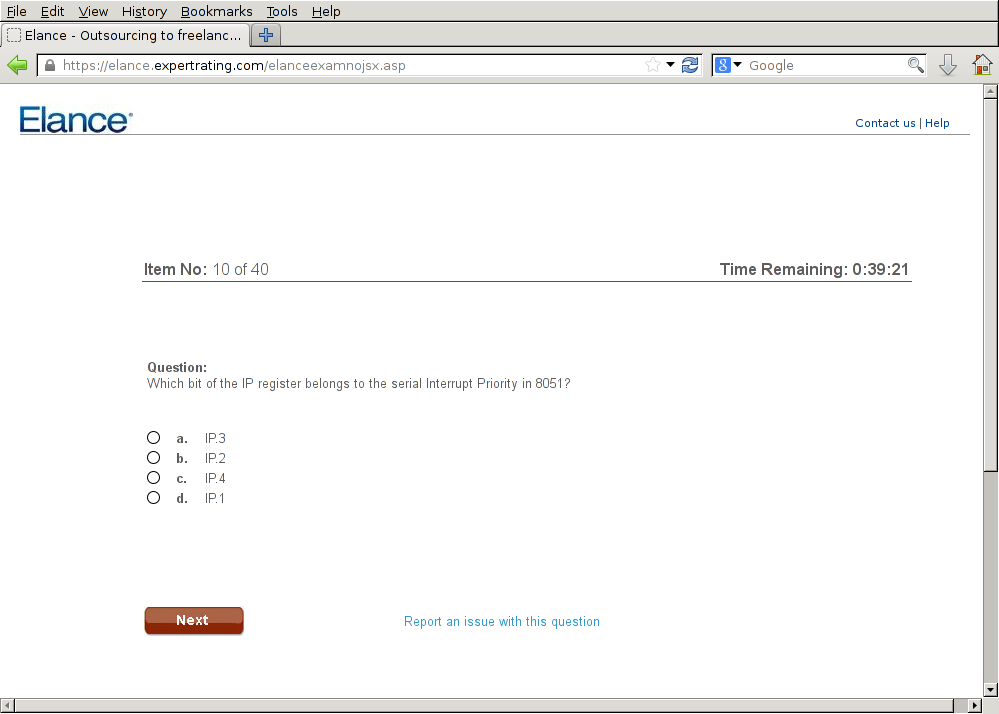 File Edit View History Bookmarks Tools Help
Elance - Outsourcing to freelanc...
https://elance.expertrating.com/elanceexamnojsx.asp
8 Google
Elance
Contact us | Help
Item No: 10 of 40 Time Remaining: 0:39:21
Question:
Which bit of the IP register belongs to the serial Interrupt Priority in 8051?
a. IP.3
b. IP.2
c. IP.4
d. IP.1
Next Report an issue with this question